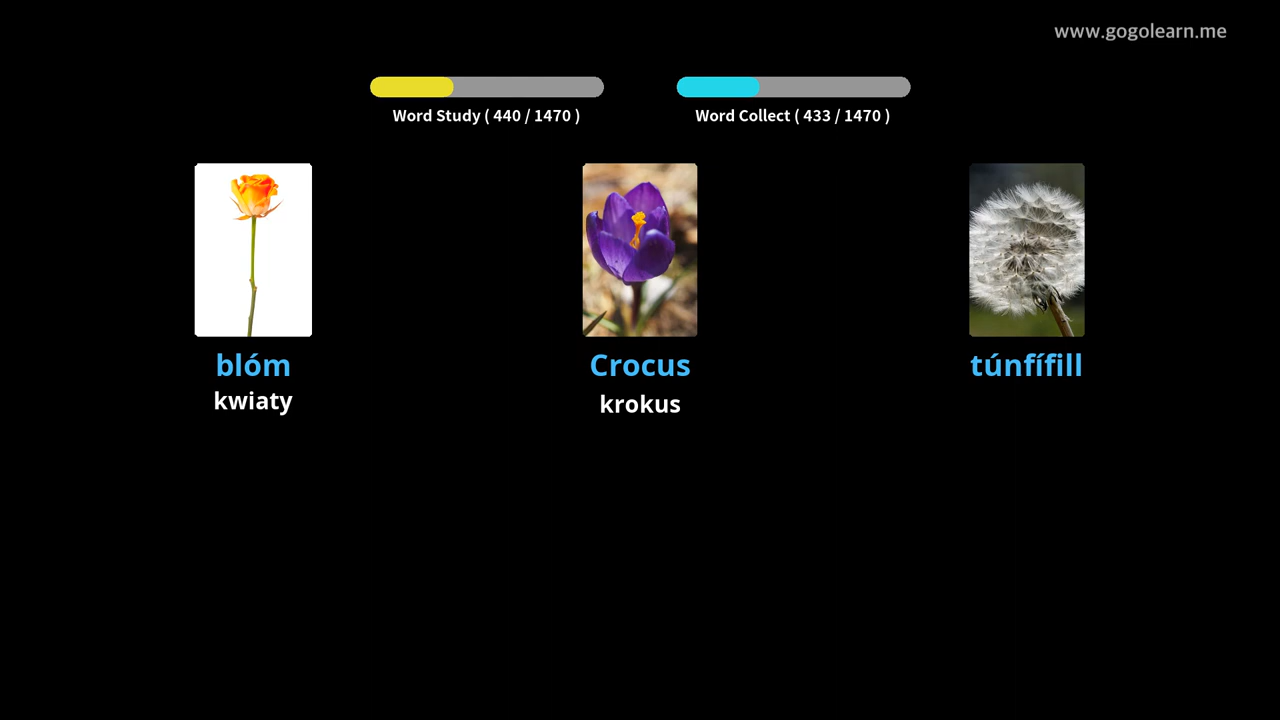 www.gogolearn.me
Word Study ( 440 / 1470 )
Word Collect ( 433 / 1470 )
blóm
kwiaty
Crocus
krokus
túnfífill